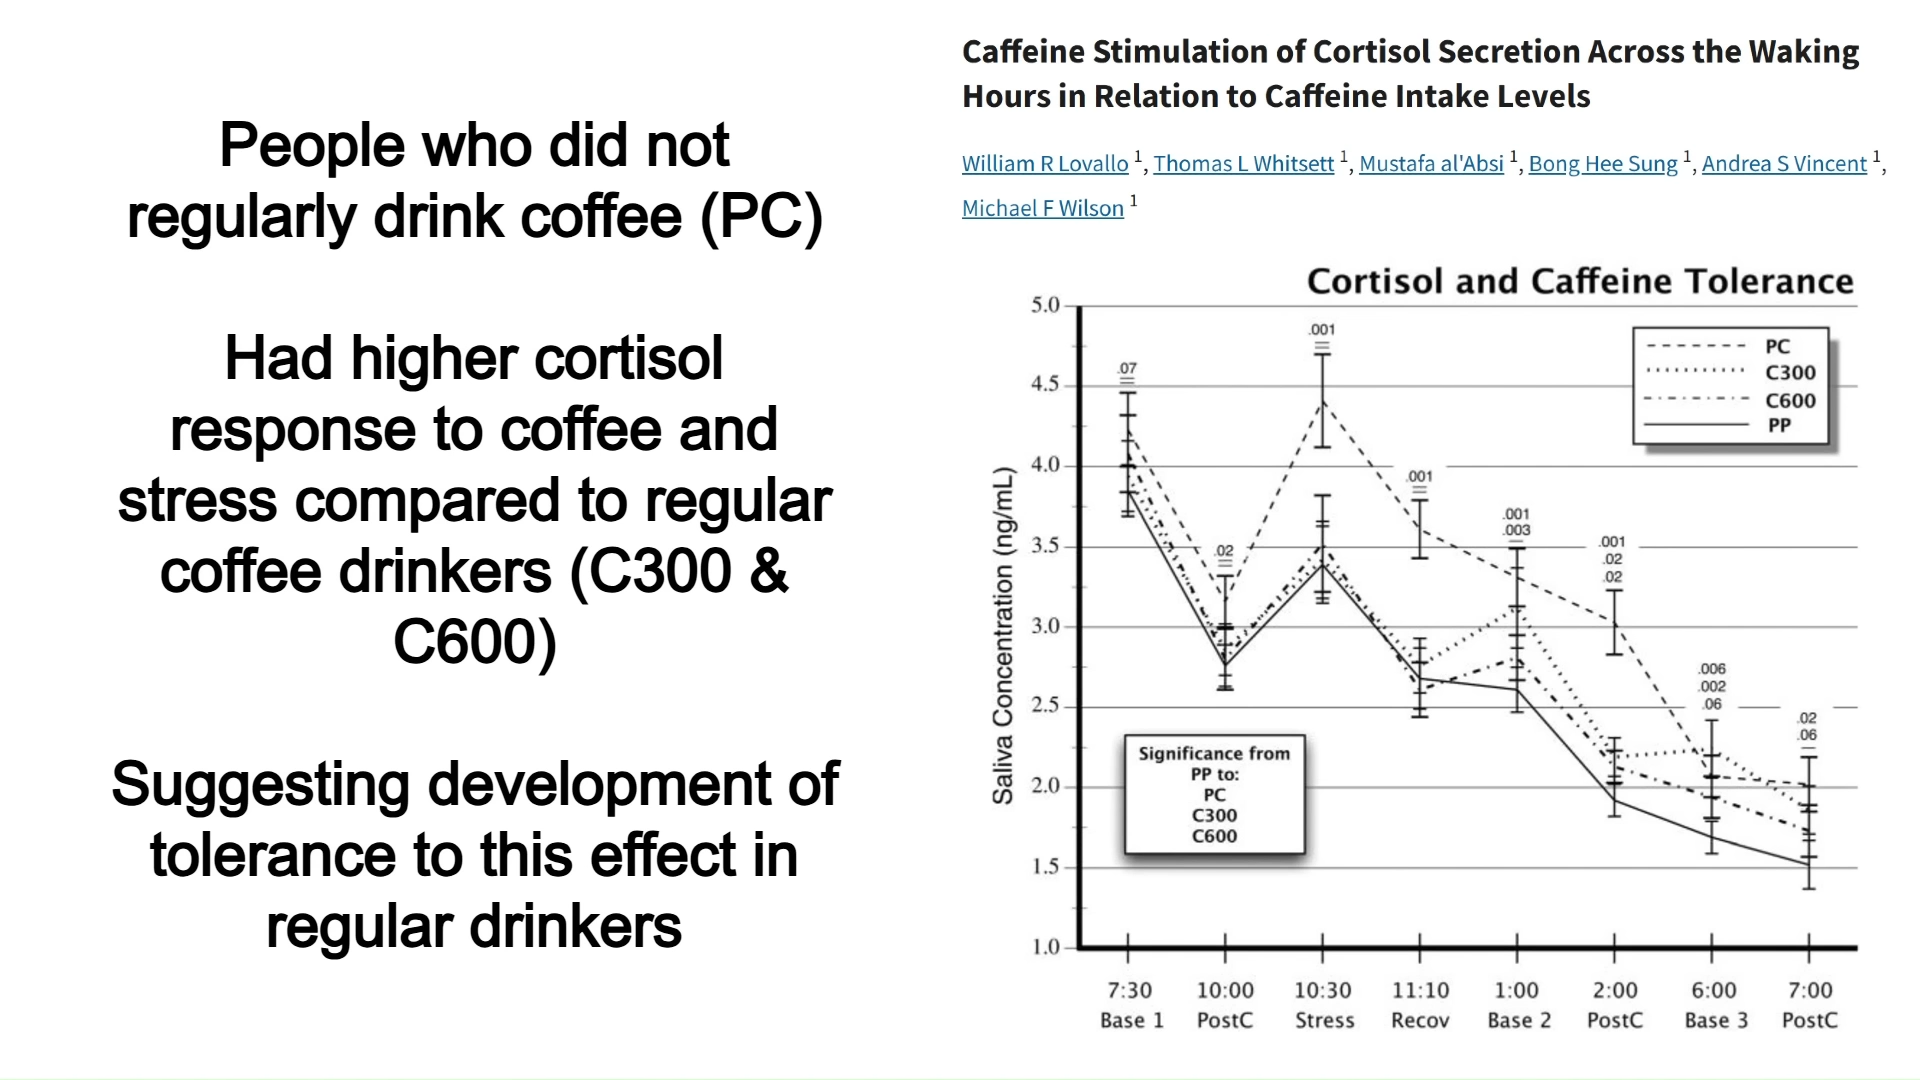 People who did not
regularly drink coffee (PC)
Had higher cortisol
response to coffee and
stress compared to regular
coffee drinkers (C300 &
C600)
Suggesting development of
tolerance to this effect in
regular drinkers
Caffeine Stimulation of Cortisol Secretion Across the Waking
Hours in Relation to Caffeine Intake Levels
William R Lovallo 1, Thomas L Whitsett 1, Mustafa al'Absi 1, Bong Hee Sung 1, Andrea S Vincent 1,
Michael F Wilson 1
Cortisol and Caffeine Tolerance
Saliva Concentration (ng/mL)
5.0
4.5
4.0
3.5
3.0
2.5
2.0
1.5
1.0
PC
C300
C600
PP
.07
.02
.001
.001
.001
.003
.001
.02
.02
.006
.002
.06
.02
.06
Significance from
PP to:
PC
C300
C600
7:30 10:00 10:30 11:10 1:00 2:00 6:00 7:00
Base 1 PostC Stress Recov Base 2 PostC Base 3 PostC